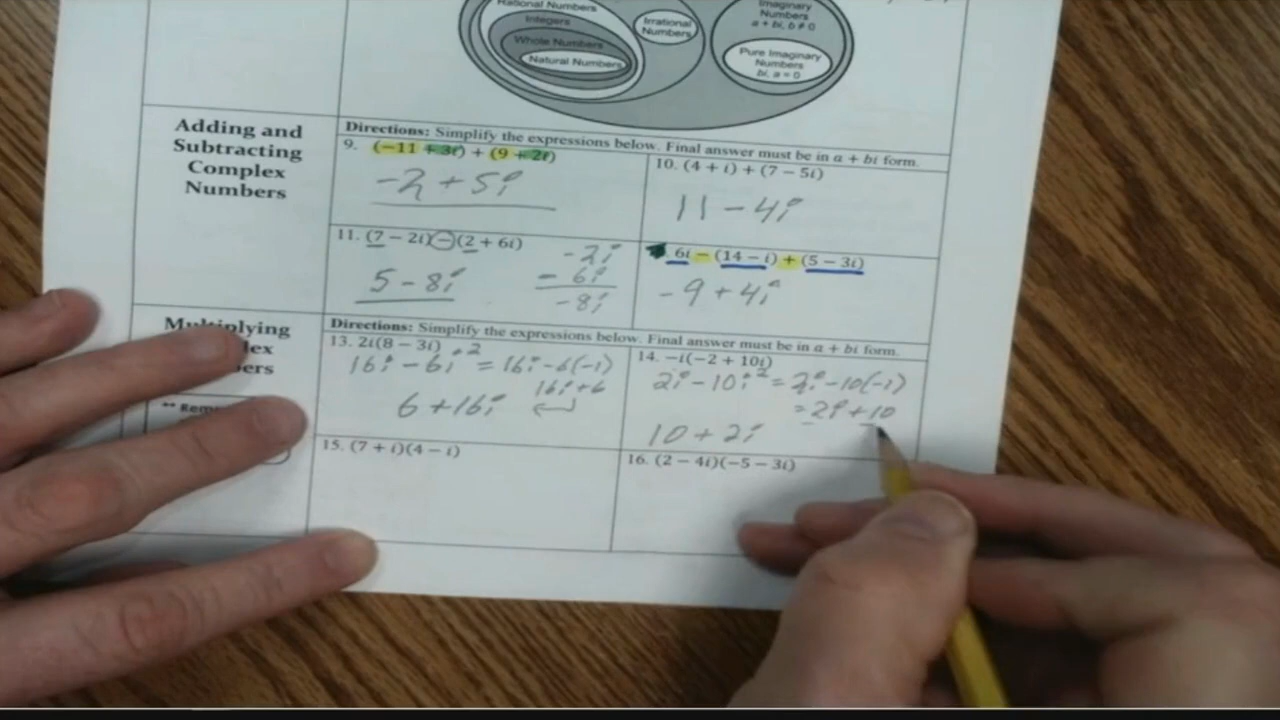 Rational Numbers
Integers
Whole Numbers
Natural Numbers
Irrational
Numbers
Imaginary
Numbers
a + bi, b ≠ 0
Pure Imaginary
Numbers
bi, a = 0
Adding and
Subtracting
Complex
Numbers
Directions: Simplify the expressions below. Final answer must be in a + bi form.
9. (−11 + 3i) + (9 + 2i)
-2 + 5i
10. (4 + i) + (7 − 5i)
11 - 4i
11. (7 − 2i) − (2 + 6i)
5 - 8i
-2i
- 6i
-8i
6i − (14 − i) + (5 − 3i)
-9 + 4i
Multiplying
Directions: Simplify the expressions below. Final answer must be in a + bi form.
13. 2i(8 − 3i)
16i - 6i² = 16i - 6(-1)
16i + 6
6 + 16i
14. −i(−2 + 10i)
2i - 10i² = 2i - 10(-1)
= 2i + 10
10 + 2i
15. (7 + i)(4 − i)
16. (2 − 4i)(−5 − 3i)